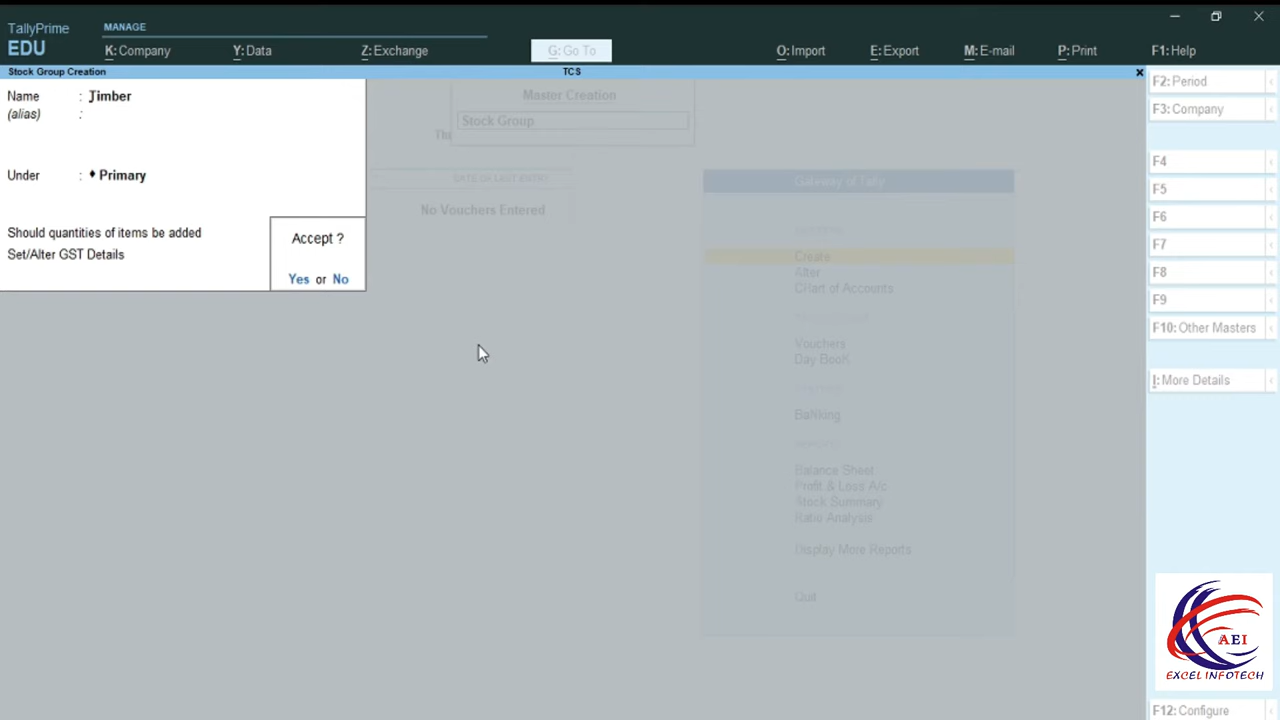 TallyPrime
EDU
MANAGE
K: Company
Y: Data
Z: Exchange
G: Go To
O: Import
E: Export
M: E-mail
P: Print
F1: Help
Stock Group Creation
TCS
Name : Timber
(alias) :
Under : ♦ Primary
Should quantities of items be added
Set/Alter GST Details
Accept ?
Yes or No
Master Creation
Stock Group
DATE OF LAST ENTRY
No Vouchers Entered
Gateway of Tally
Create
Alter
CHart of Accounts
Vouchers
Day BooK
BaNking
Balance Sheet
Profit & Loss A/c
Stock Summary
Ratio Analysis
Display More Reports
Quit
F2: Period
F3: Company
F4
F5
F6
F7
F8
F9
F10: Other Masters
I: More Details
F12: Configure
AEI
EXCEL INFOTECH